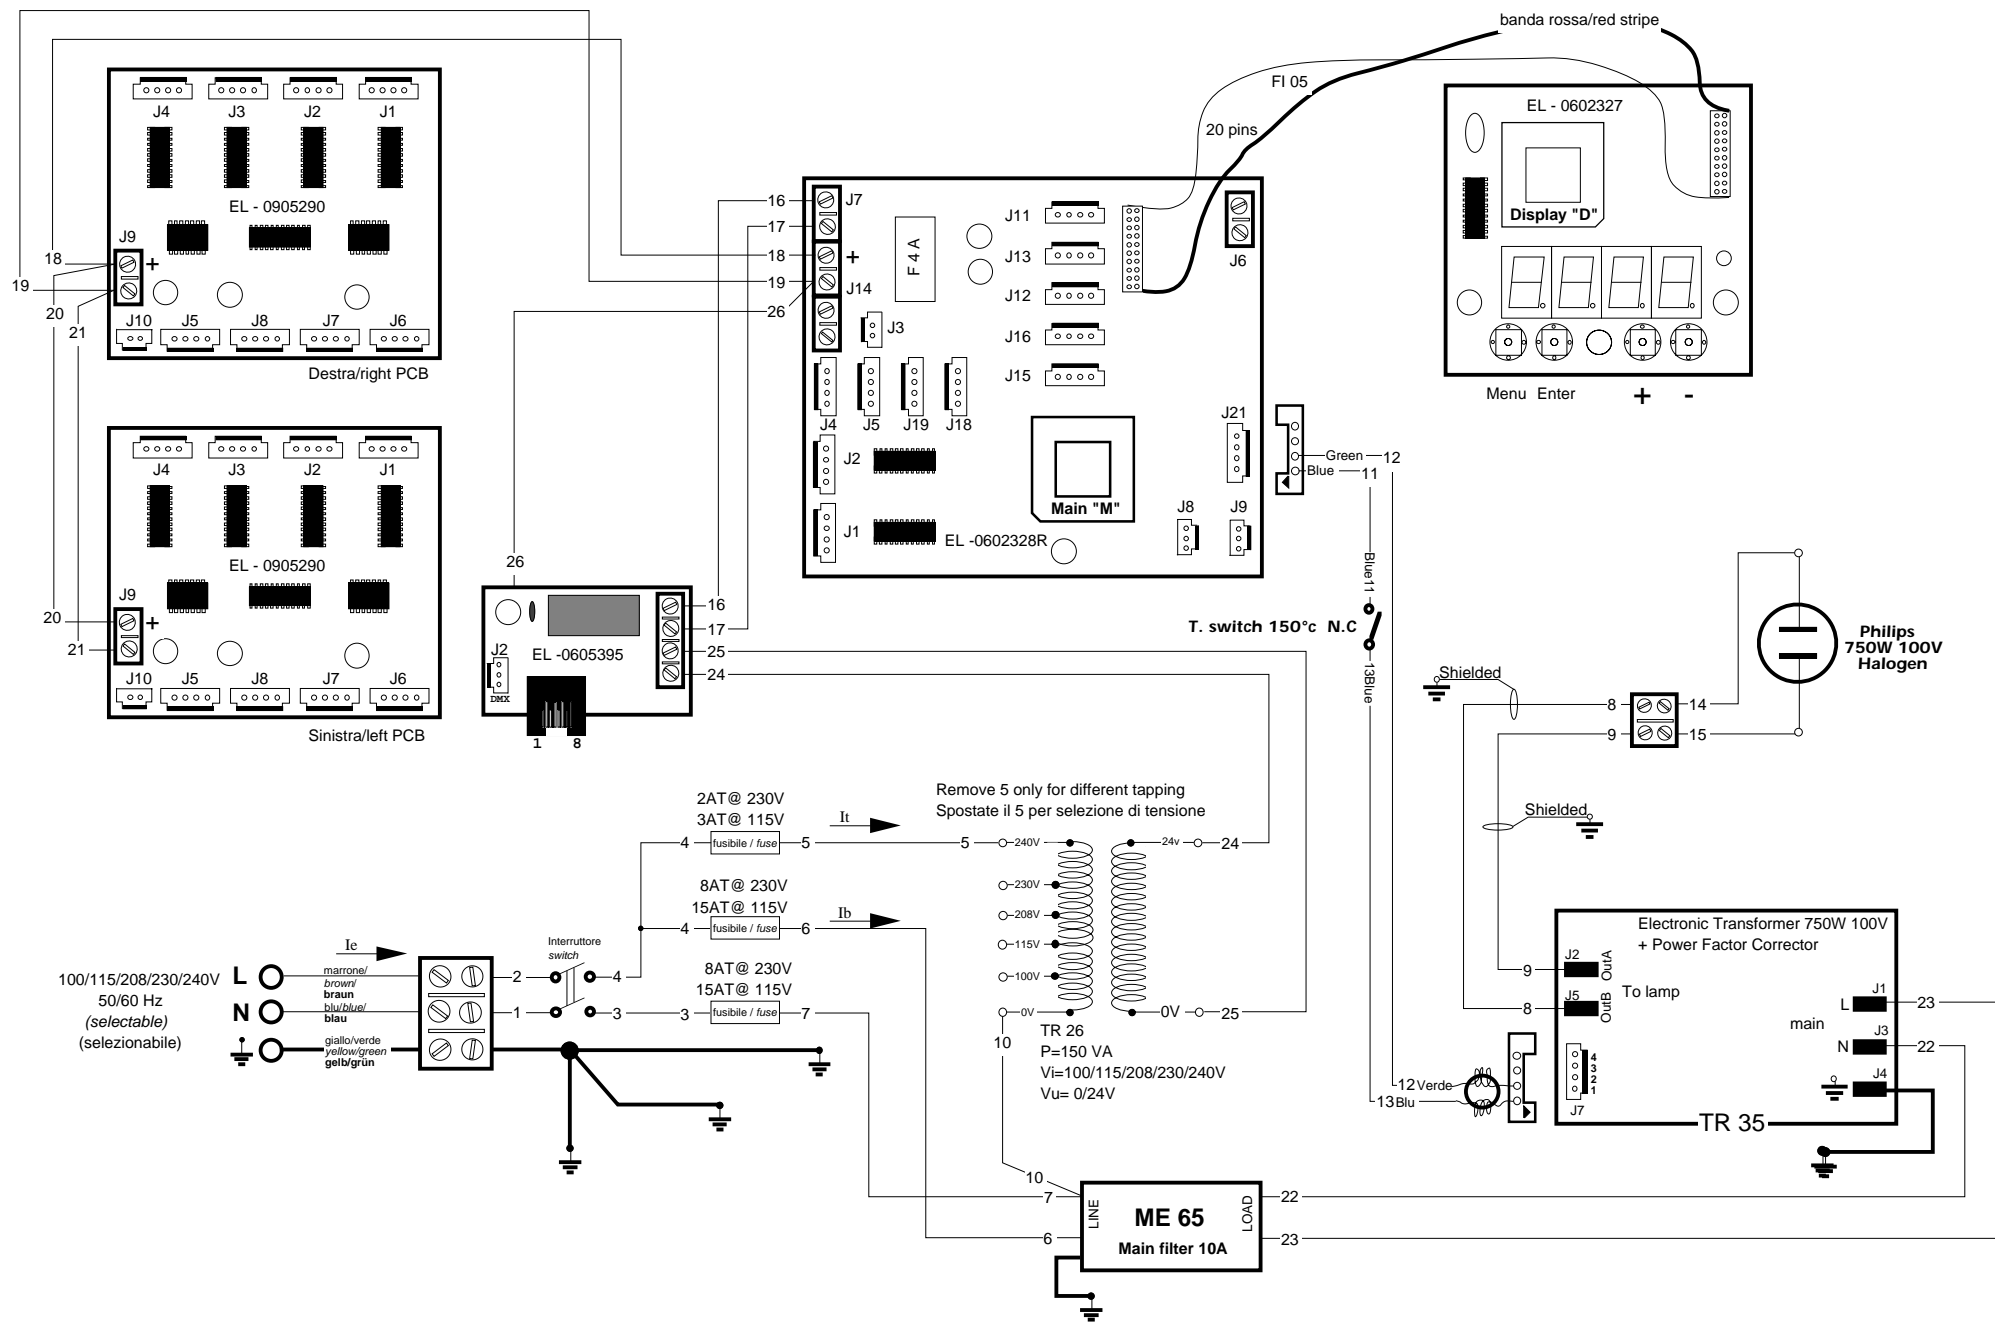 banda rossa/red stripe
FI 05
20 pins
J4 J3 J2 J1
EL - 0905290
J9
+
18
19
20
21
J10 J5 J8 J7 J6
Destra/right PCB
J4 J3 J2 J1
EL - 0905290
J9
+
20
21
J10 J5 J8 J7 J6
Sinistra/left PCB
16
17
18
19
26
J7
+
J14
F 4 A
J3
J4 J5 J19 J18
J2
J1
J11
J13
J12
J16
J15
J6
J21
Main "M"
EL -0602328R
J8 J9
EL - 0602327
Display "D"
Menu Enter + -
Green 12
Blue 11
Blue11
T. switch 150°c N.C
13Blue
26
EL -0605395
J2
DMX
1 8
16
17
25
24
Philips
750W 100V
Halogen
Shielded
8 14
9 15
Shielded
2AT@ 230V
3AT@ 115V
4 fusibile / fuse 5
It
Remove 5 only for different tapping
Spostate il 5 per selezione di tensione
5 240V
230V
208V
115V
100V
0V
10
24v 24
0V 25
TR 26
P=150 VA
Vi=100/115/208/230/240V
Vu= 0/24V
8AT@ 230V
15AT@ 115V
4 fusibile / fuse 6
Ib
8AT@ 230V
15AT@ 115V
3 fusibile / fuse 7
Interruttore
switch
2 4
1 3
Ie
100/115/208/230/240V
50/60 Hz
(selectable)
(selezionabile)
L
N
marrone/
brown/
braun
blu/blue/
blau
giallo/verde
yellow/green
gelb/grün
10
7
6
LINE
ME 65
Main filter 10A
LOAD
22
23
Electronic Transformer 750W 100V
+ Power Factor Corrector
9 J2 OutA
8 J5 OutB
To lamp
main
L J1 23
N J3 22
J4
4
3
2
1
J7
12Verde
13Blu
TR 35